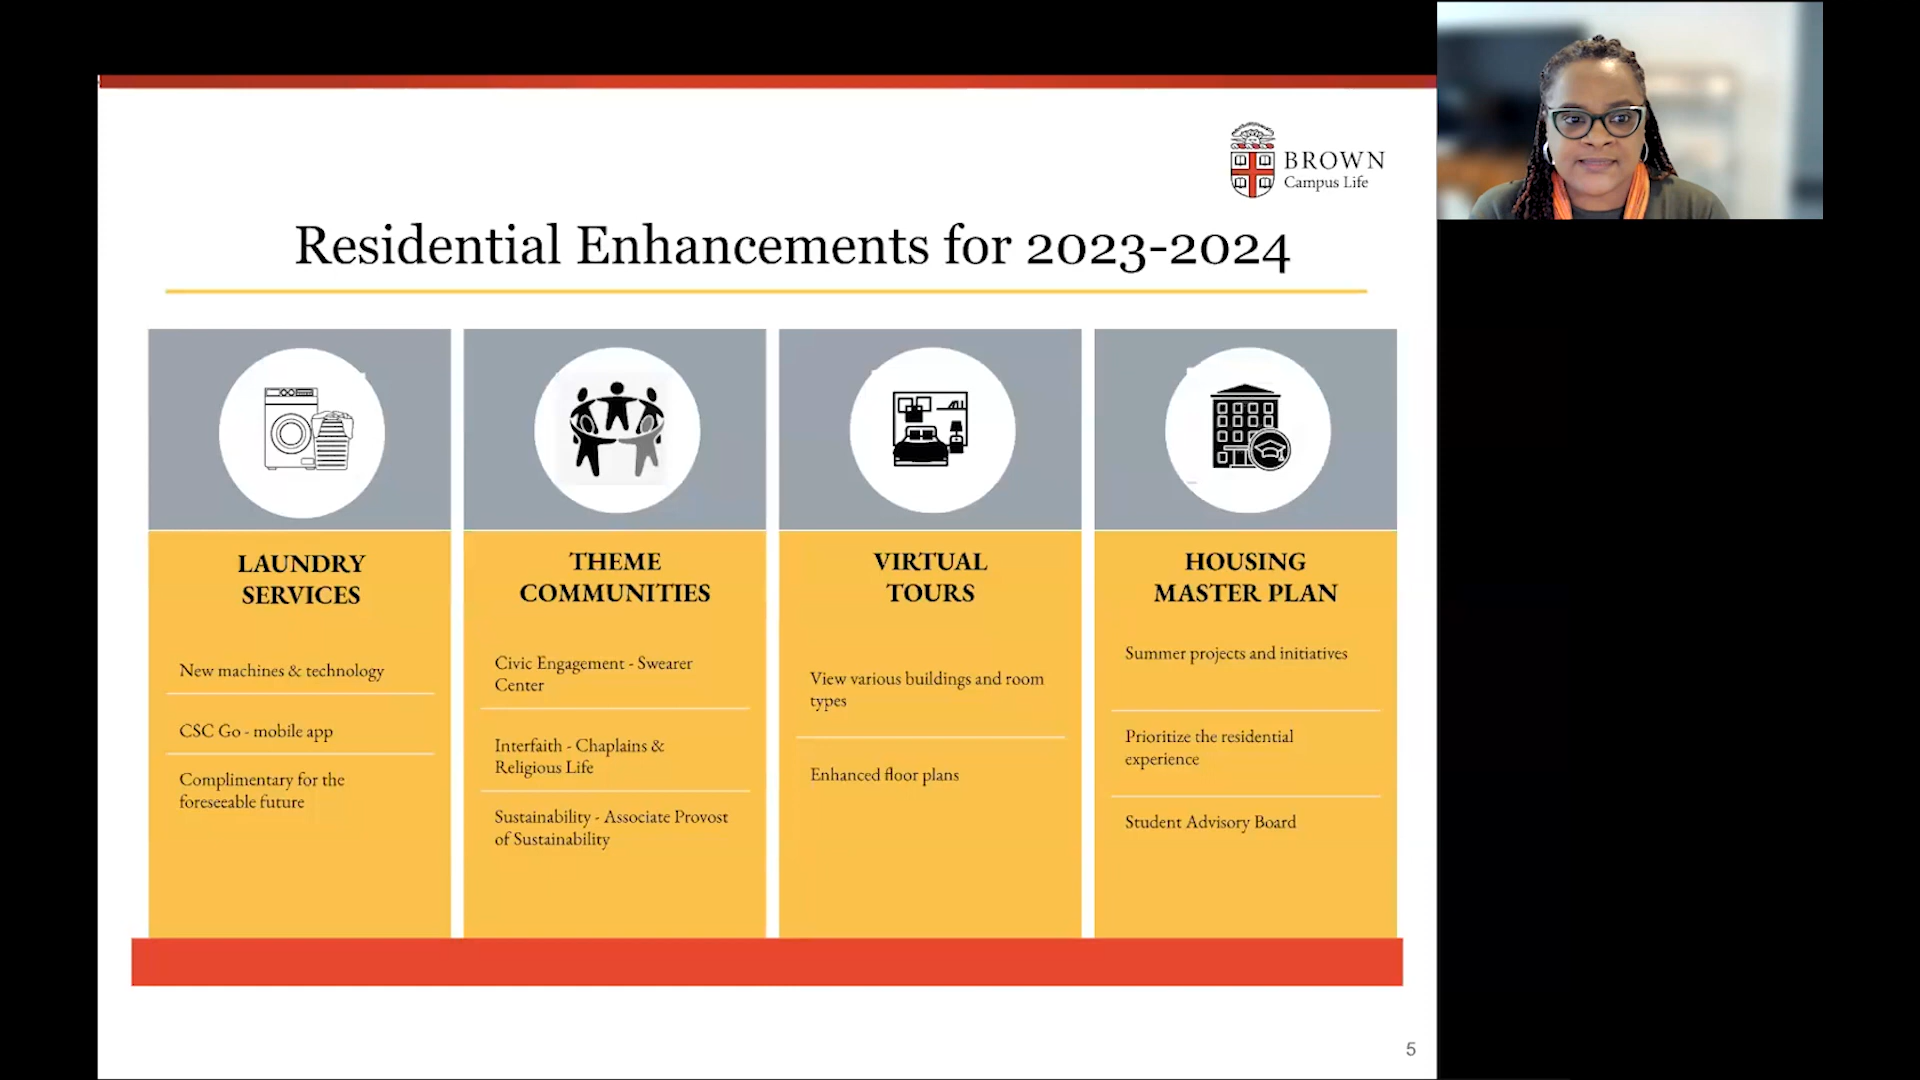 BROWN
Campus Life
Residential Enhancements for 2023-2024
LAUNDRY
SERVICES
New machines & technology
CSC Go - mobile app
Complimentary for the
foreseeable future
THEME
COMMUNITIES
Civic Engagement - Swearer
Center
Interfaith - Chaplains &
Religious Life
Sustainability - Associate Provost
of Sustainability
VIRTUAL
TOURS
View various buildings and room
types
Enhanced floor plans
HOUSING
MASTER PLAN
Summer projects and initiatives
Prioritize the residential
experience
Student Advisory Board
5